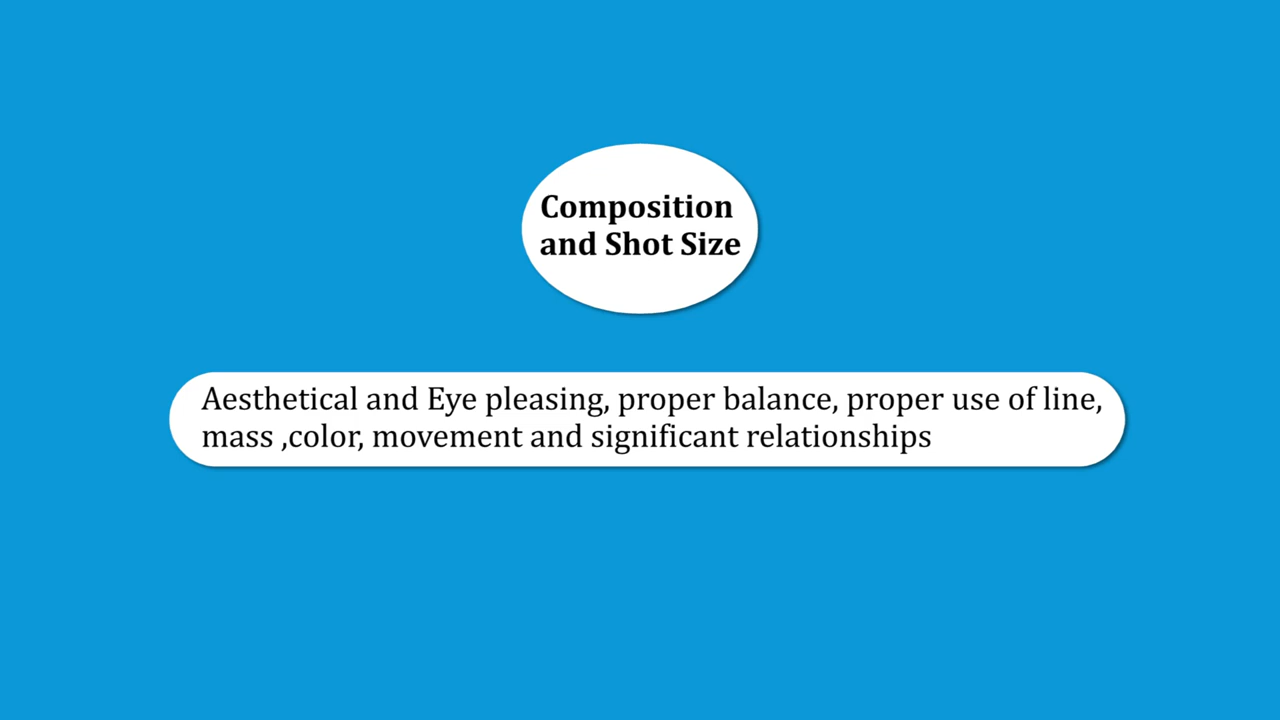 Composition
and Shot Size
Aesthetical and Eye pleasing, proper balance, proper use of line,
mass ,color, movement and significant relationships